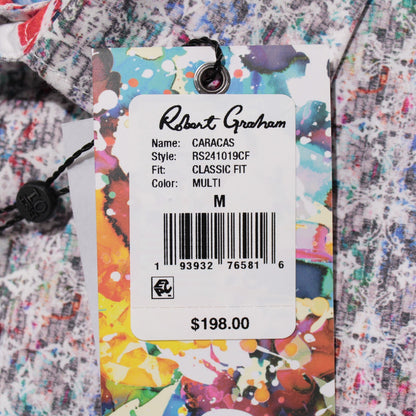 Robert Graham
Name: CARACAS
Style: RS241019CF
Fit: CLASSIC FIT
Color: MULTI
M
1 93932 76581 6
$198.00